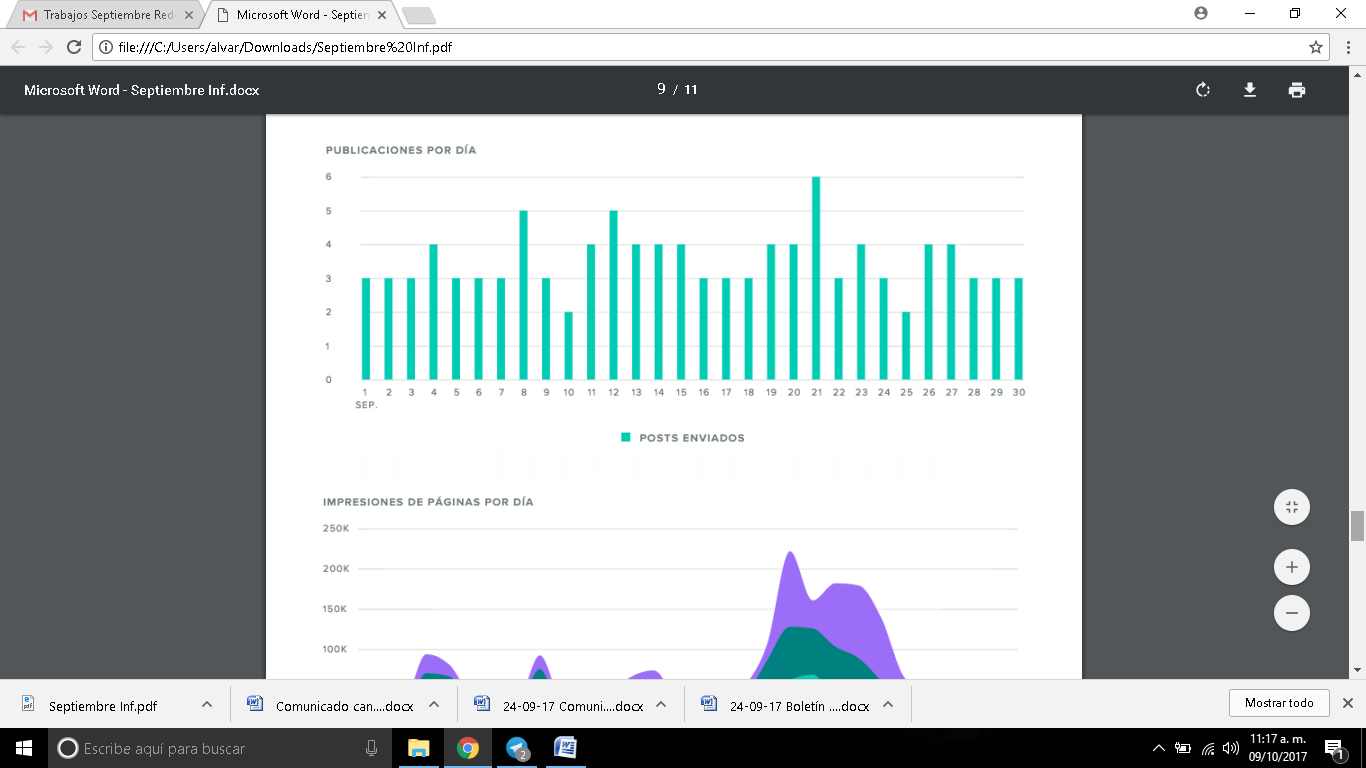 Trabajos Septiembre Red
Microsoft Word - Septien
file:///C:/Users/alvar/Downloads/Septiembre%20Inf.pdf
Microsoft Word - Septiembre Inf.docx
9 / 11
PUBLICACIONES POR DÍA
6
5
4
3
2
1
0
1 2 3 4 5 6 7 8 9 10 11 12 13 14 15 16 17 18 19 20 21 22 23 24 25 26 27 28 29 30
SEP.
POSTS ENVIADOS
IMPRESIONES DE PÁGINAS POR DÍA
250K
200K
150K
100K
Septiembre Inf.pdf
Comunicado can....docx
24-09-17 Comuni....docx
24-09-17 Boletín ....docx
Mostrar todo
Escribe aquí para buscar
2
11:17 a. m.
09/10/2017
1